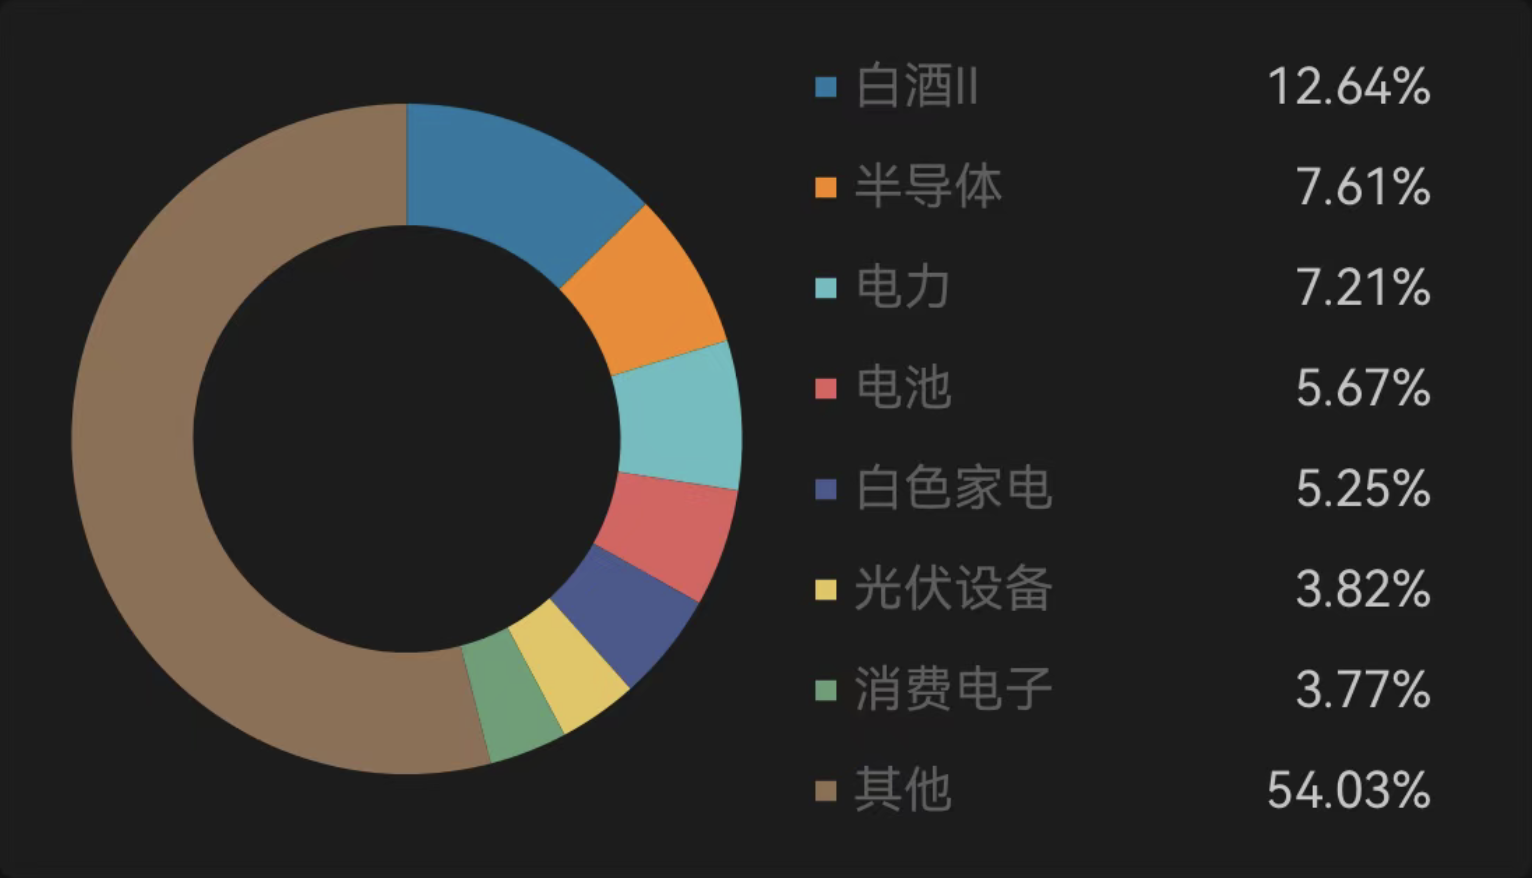 白酒II 12.64%
半导体 7.61%
电力 7.21%
电池 5.67%
白色家电 5.25%
光伏设备 3.82%
消费电子 3.77%
其他 54.03%